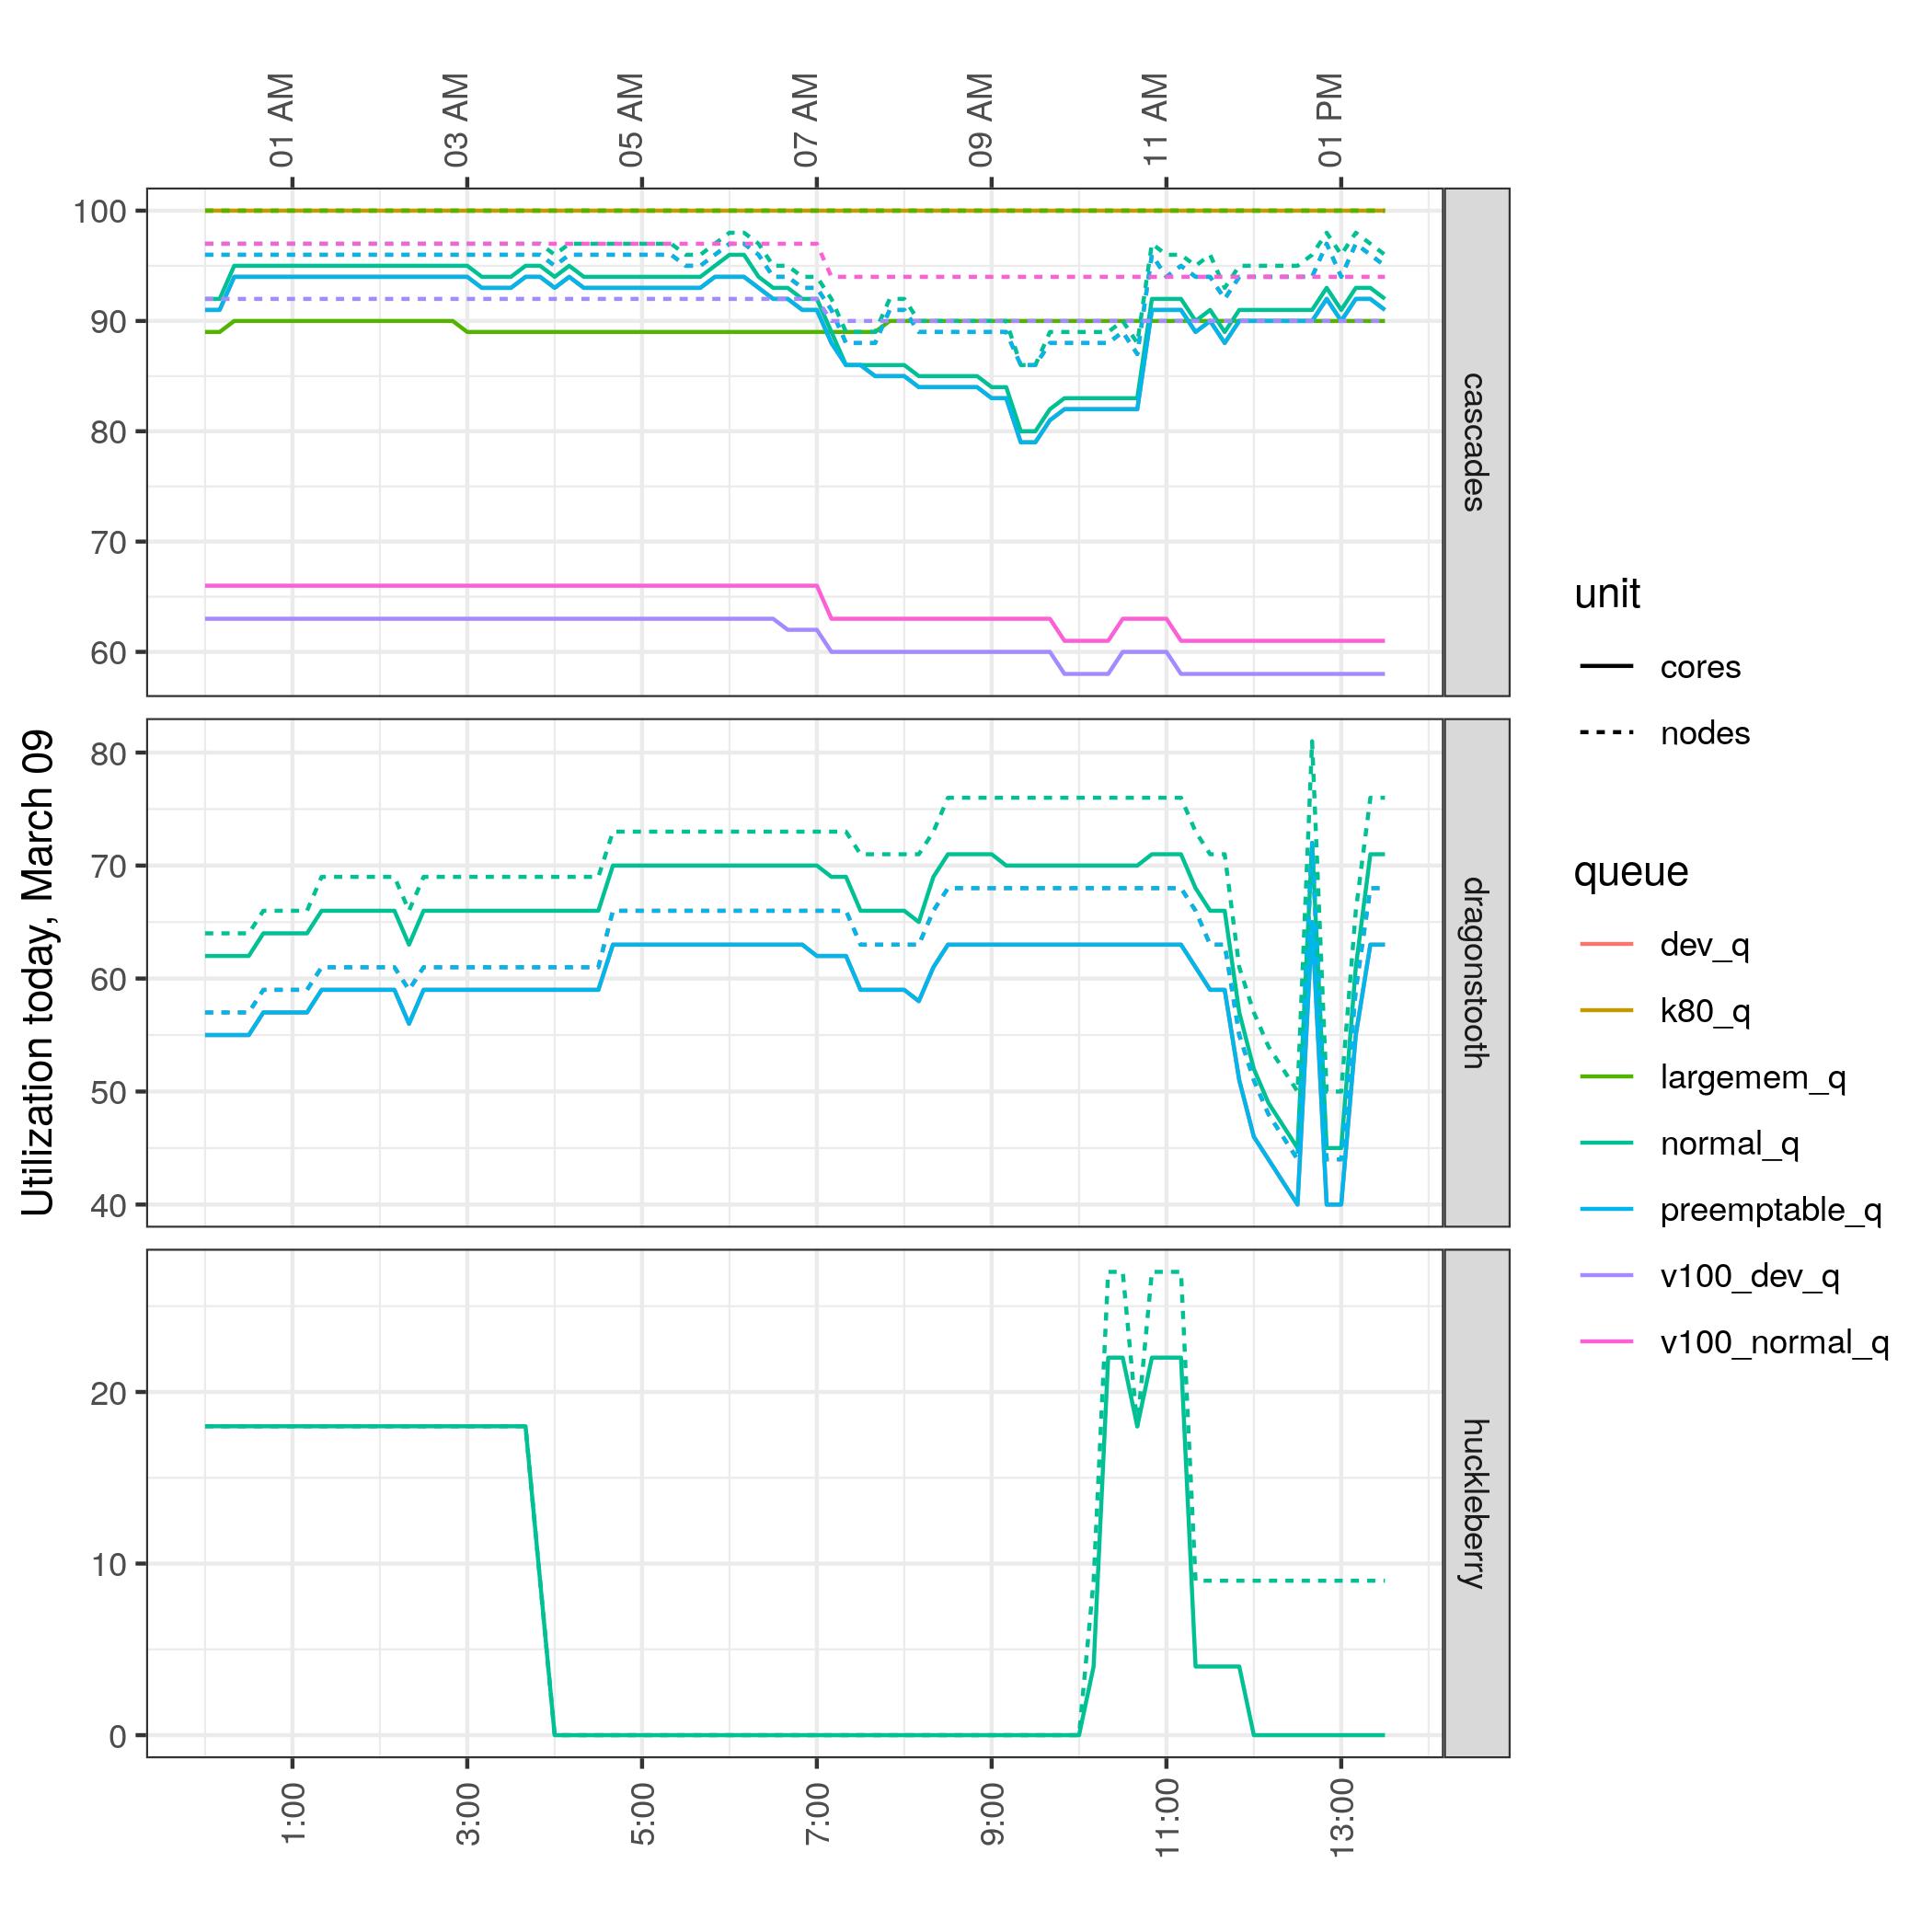 01 AM
03 AM
05 AM
07 AM
09 AM
11 AM
01 PM
Utilization today, March 09
100
90
80
70
60
cascades
80
70
60
50
40
dragonstooth
20
10
0
huckleberry
1:00
3:00
5:00
7:00
9:00
11:00
13:00
unit
cores
nodes
queue
dev_q
k80_q
largemem_q
normal_q
preemptable_q
v100_dev_q
v100_normal_q